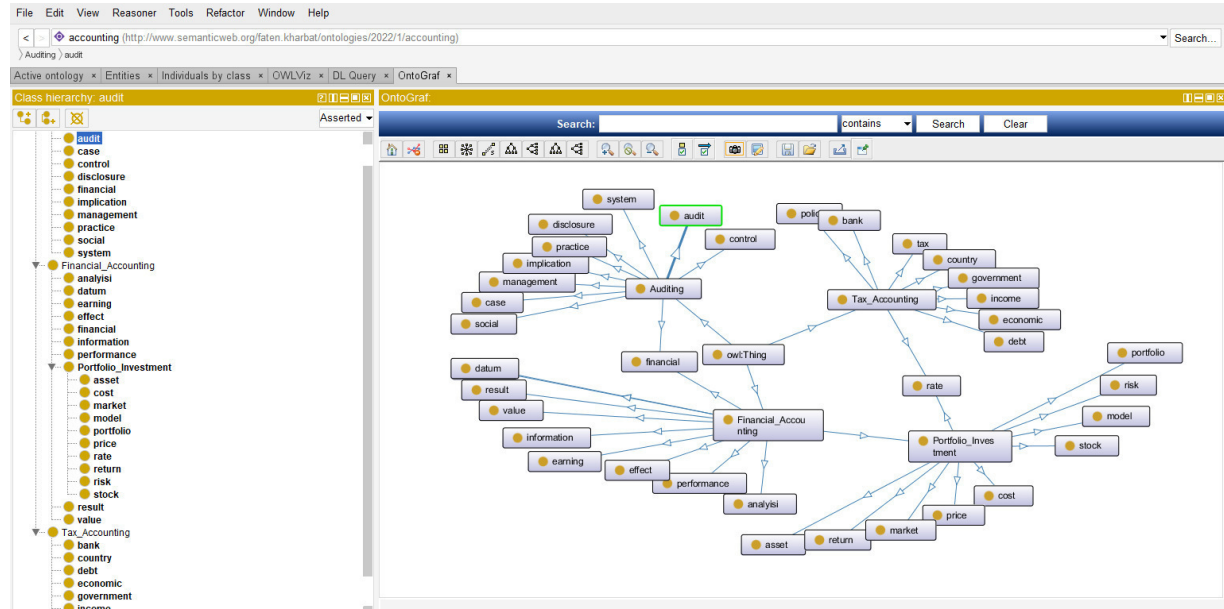 File Edit View Reasoner Tools Refactor Window Help
< > accounting (http://www.semanticweb.org/faten.kharbat/ontologies/2022/1/accounting) Search...
Auditing audit
Active ontology × Entities × Individuals by class × OWLViz × DL Query × OntoGraf ×
Class hierarchy: audit
Asserted
audit
case
control
disclosure
financial
implication
management
practice
social
system
Financial_Accounting
analyisi
datum
earning
effect
financial
information
performance
Portfolio_Investment
asset
cost
market
model
portfolio
price
rate
return
risk
stock
result
value
Tax_Accounting
bank
country
debt
economic
government
income
OntoGraf:
Search: contains Search Clear
system
audit
disclosure
control
practice
implication
management
case
social
Auditing
bank
tax
country
government
income
economic
debt
Tax_Accounting
financial
owl:Thing
rate
datum
result
value
information
earning
effect
performance
analyisi
Financial_Accou
nting
Portfolio_Inves
tment
portfolio
risk
model
stock
cost
price
market
return
asset